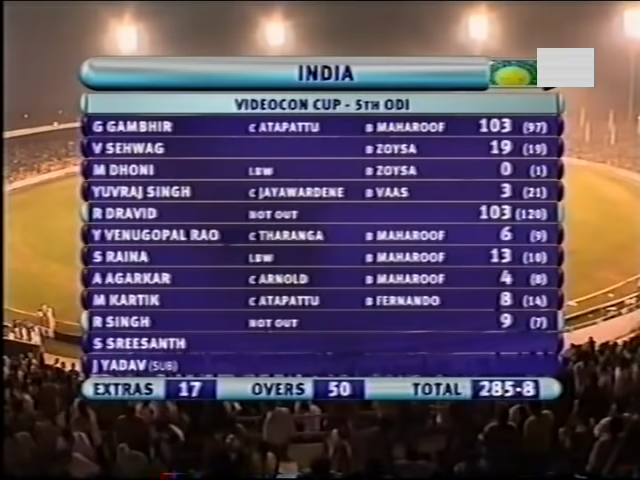 INDIA
VIDEOCON CUP - 5TH ODI
G GAMBHIR C ATAPATTU B MAHAROOF 103 (97)
V SEHWAG B ZOYSA 19 (19)
M DHONI LBW B ZOYSA 0 (1)
YUVRAJ SINGH C JAYAWARDENE B VAAS 3 (21)
R DRAVID NOT OUT 103 (120)
Y VENUGOPAL RAO C THARANGA B MAHAROOF 6 (9)
S RAINA LBW B MAHAROOF 13 (10)
A AGARKAR C ARNOLD B MAHAROOF 4 (8)
M KARTIK C ATAPATTU B FERNANDO 8 (14)
R SINGH NOT OUT 9 (7)
S SREESANTH
J YADAV (SUB)
EXTRAS 17 OVERS 50 TOTAL 285-8